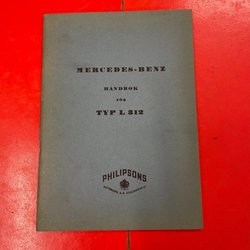 MERCEDES-BENZ
HANDBOK
FÖR
TYP L 312
PHILIPSONS